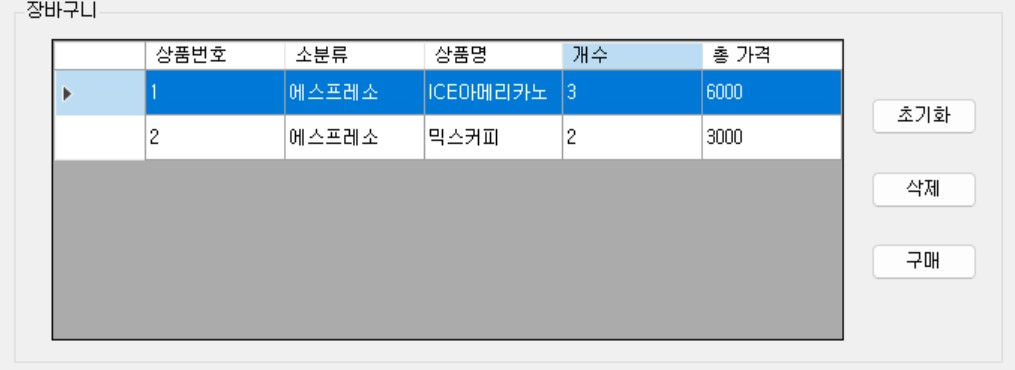 장바구니
상품번호 소분류 상품명 개수 총 가격
1 에스프레소 ICE아메리카노 3 6000
2 에스프레소 믹스커피 2 3000
초기화
삭제
구매